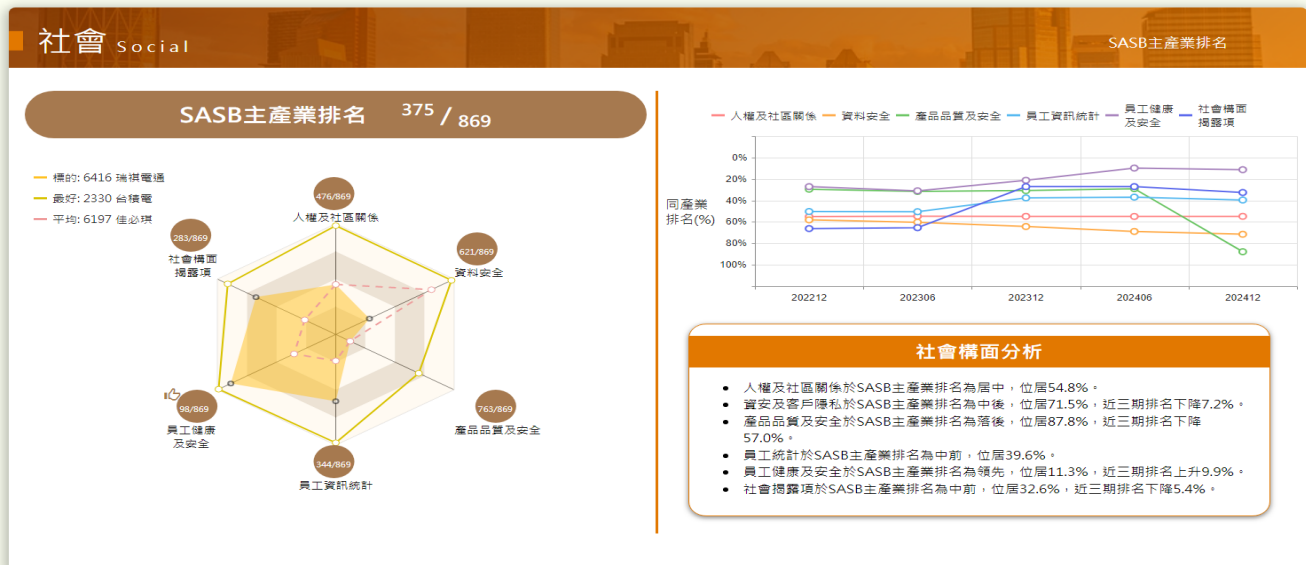 社會 Social
SASB主產業排名
SASB主產業排名 375 / 869
標的: 6416 瑞祺電通
最好: 2330 台積電
平均: 6197 佳必琪
476/869
人權及社區關係
621/869
資料安全
763/869
產品品質及安全
344/869
員工資訊統計
98/869
員工健康
及安全
283/869
社會構面
揭露項
人權及社區關係
資料安全
產品品質及安全
員工資訊統計
員工健康
及安全
社會構面
揭露項
同產業
排名(%)
0%
20%
40%
60%
80%
100%
202212
202306
202312
202406
202412
社會構面分析
• 人權及社區關係於SASB主產業排名為居中，位居54.8%。
• 資安及客戶隱私於SASB主產業排名為中後，位居71.5%，近三期排名下降7.2%。
• 產品品質及安全於SASB主產業排名為落後，位居87.8%，近三期排名下降
57.0%。
• 員工統計於SASB主產業排名為中前，位居39.6%。
• 員工健康及安全於SASB主產業排名為領先，位居11.3%，近三期排名上升9.9%。
• 社會揭露項於SASB主產業排名為中前，位居32.6%，近三期排名下降5.4%。